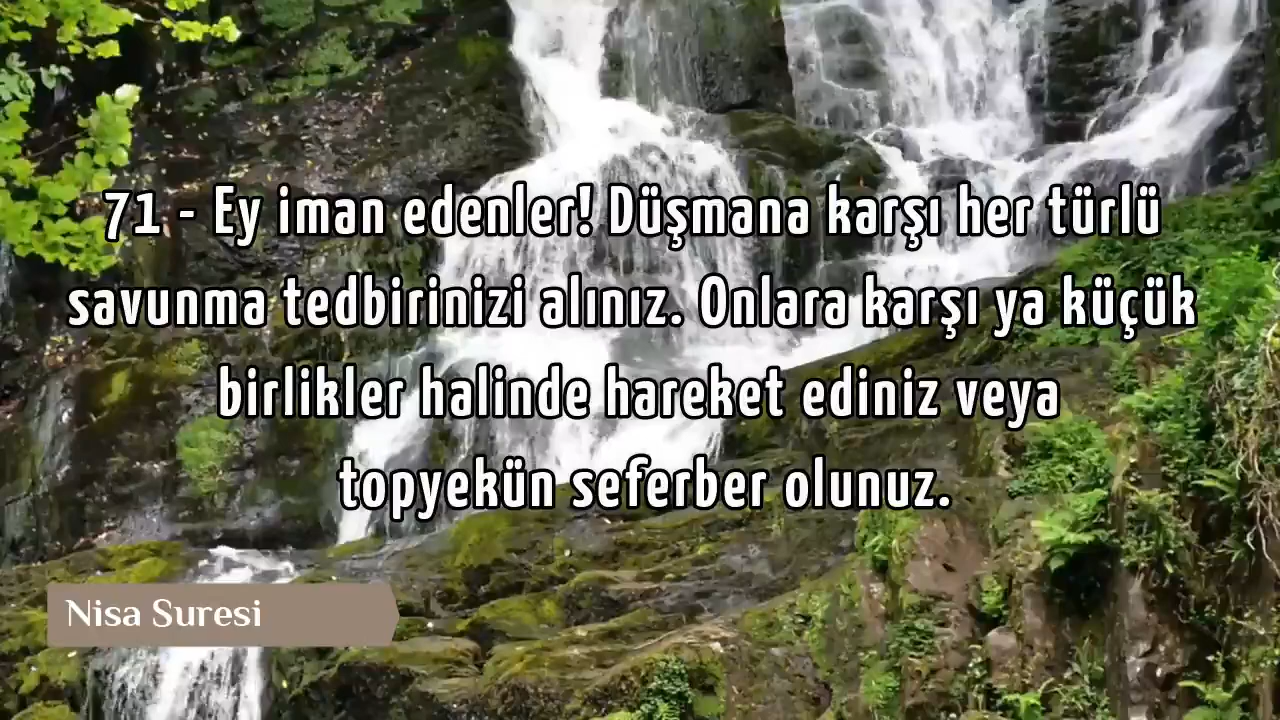 71 - Ey iman edenler! Düşmana karşı her türlü
savunma tedbirinizi alınız. Onlara karşı ya küçük
birlikler halinde hareket ediniz veya
topyekün seferber olunuz.
Nisa Suresi